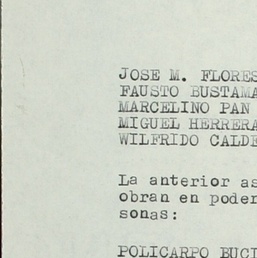 JOSE M. FLORES
FAUSTO BUSTAMA
MARCELINO PAN
MIGUEL HERRERA
WILFRIDO CALDE
La anterior as
obran en poder
sonas:
POLICARPO BUCI